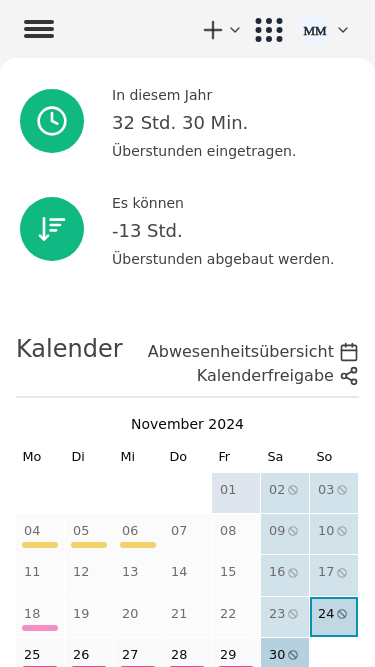 MM
In diesem Jahr
32 Std. 30 Min.
Überstunden eingetragen.
Es können
-13 Std.
Überstunden abgebaut werden.
Kalender
Abwesenheitsübersicht
Kalenderfreigabe
November 2024
Mo Di Mi Do Fr Sa So
01 02 03
04 05 06 07 08 09 10
11 12 13 14 15 16 17
18 19 20 21 22 23 24
25 26 27 28 29 30